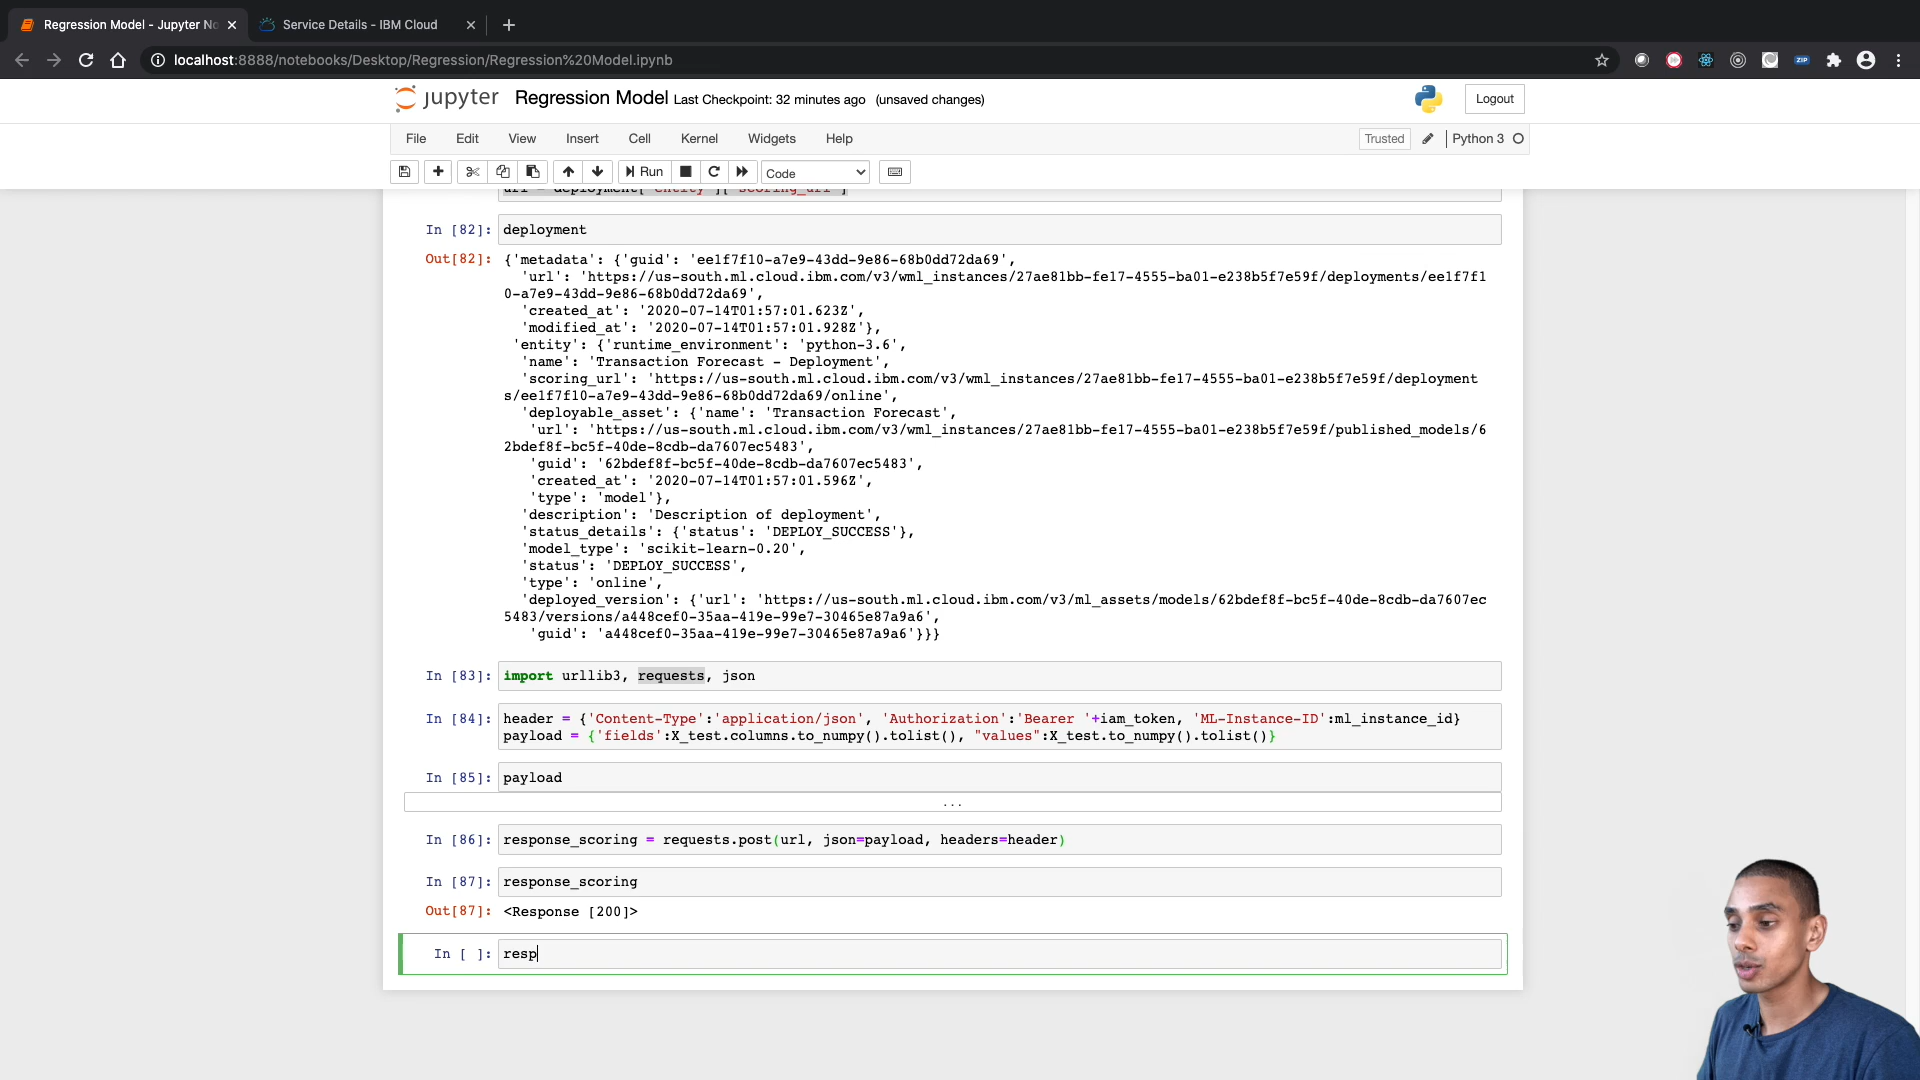 Regression Model - Jupyter No
Service Details - IBM Cloud
localhost:8888/notebooks/Desktop/Regression/Regression%20Model.ipynb
ZIP
jupyter Regression Model Last Checkpoint: 32 minutes ago (unsaved changes)
Logout
File Edit View Insert Cell Kernel Widgets Help
Trusted Python 3
Run Code
url = deployment['entity']['scoring_url']
In [82]: deployment
Out[82]: {'metadata': {'guid': 'ee1f7f10-a7e9-43dd-9e86-68b0dd72da69',
'url': 'https://us-south.ml.cloud.ibm.com/v3/wml_instances/27ae81bb-fe17-4555-ba01-e238b5f7e59f/deployments/ee1f7f1
0-a7e9-43dd-9e86-68b0dd72da69',
'created_at': '2020-07-14T01:57:01.623Z',
'modified_at': '2020-07-14T01:57:01.928Z'},
'entity': {'runtime_environment': 'python-3.6',
'name': 'Transaction Forecast - Deployment',
'scoring_url': 'https://us-south.ml.cloud.ibm.com/v3/wml_instances/27ae81bb-fe17-4555-ba01-e238b5f7e59f/deployment
s/ee1f7f10-a7e9-43dd-9e86-68b0dd72da69/online',
'deployable_asset': {'name': 'Transaction Forecast',
'url': 'https://us-south.ml.cloud.ibm.com/v3/wml_instances/27ae81bb-fe17-4555-ba01-e238b5f7e59f/published_models/6
2bdef8f-bc5f-40de-8cdb-da7607ec5483',
'guid': '62bdef8f-bc5f-40de-8cdb-da7607ec5483',
'created_at': '2020-07-14T01:57:01.596Z',
'type': 'model'},
'description': 'Description of deployment',
'status_details': {'status': 'DEPLOY_SUCCESS'},
'model_type': 'scikit-learn-0.20',
'status': 'DEPLOY_SUCCESS',
'type': 'online',
'deployed_version': {'url': 'https://us-south.ml.cloud.ibm.com/v3/ml_assets/models/62bdef8f-bc5f-40de-8cdb-da7607ec
5483/versions/a448cef0-35aa-419e-99e7-30465e87a9a6',
'guid': 'a448cef0-35aa-419e-99e7-30465e87a9a6'}}}
In [83]: import urllib3, requests, json
In [84]: header = {'Content-Type':'application/json', 'Authorization':'Bearer '+iam_token, 'ML-Instance-ID':ml_instance_id}
payload = {'fields':X_test.columns.to_numpy().tolist(), "values":X_test.to_numpy().tolist()}
In [85]: payload
...
In [86]: response_scoring = requests.post(url, json=payload, headers=header)
In [87]: response_scoring
Out[87]: <Response [200]>
In [ ]: resp